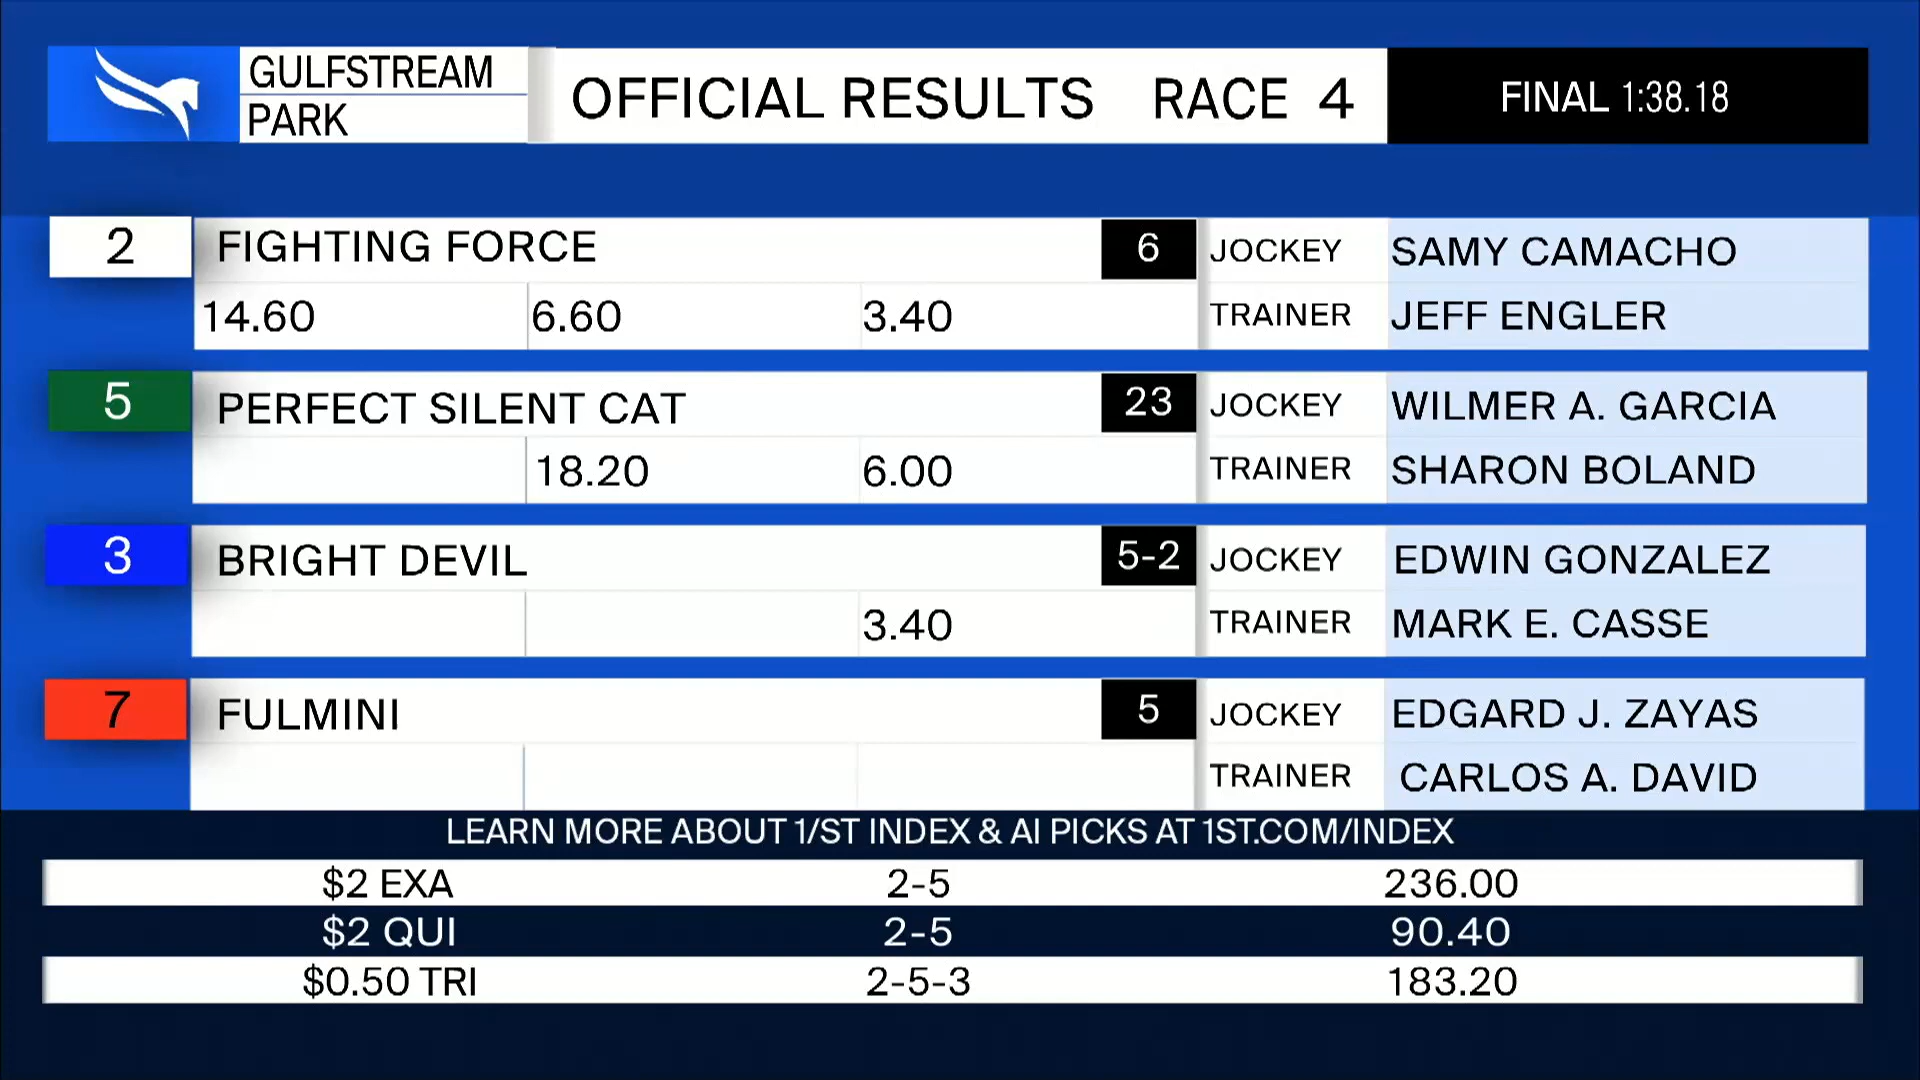 GULFSTREAM
PARK
OFFICIAL RESULTS RACE 4
FINAL 1:38.18
2 FIGHTING FORCE 6 JOCKEY SAMY CAMACHO
14.60 6.60 3.40 TRAINER JEFF ENGLER
5 PERFECT SILENT CAT 23 JOCKEY WILMER A. GARCIA
18.20 6.00 TRAINER SHARON BOLAND
3 BRIGHT DEVIL 5-2 JOCKEY EDWIN GONZALEZ
3.40 TRAINER MARK E. CASSE
7 FULMINI 5 JOCKEY EDGARD J. ZAYAS
TRAINER CARLOS A. DAVID
LEARN MORE ABOUT 1/ST INDEX & AI PICKS AT 1ST.COM/INDEX
$2 EXA 2-5 236.00
$2 QUI 2-5 90.40
$0.50 TRI 2-5-3 183.20